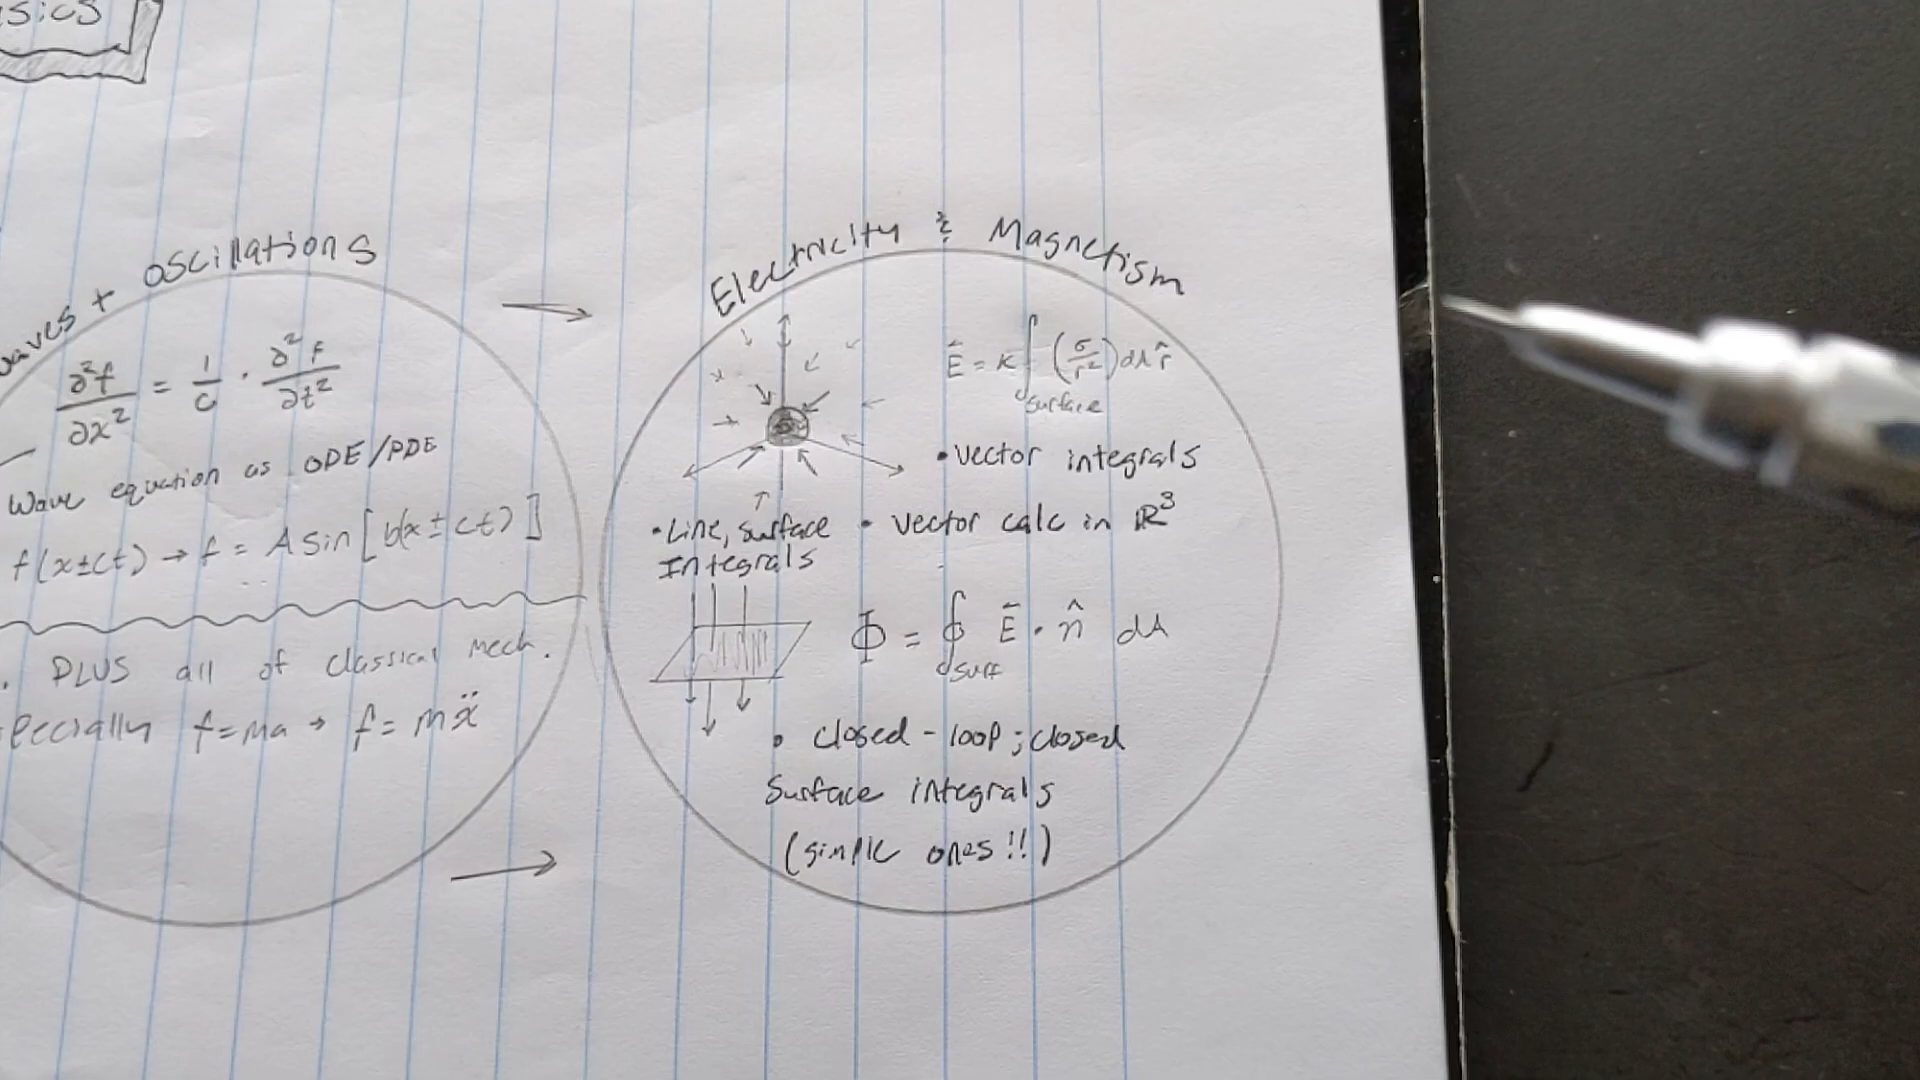 Waves + Oscillations
∂²f/∂x² = 1/c · ∂²f/∂t²
Wave equation as ODE/PDE
f(x±ct) → f = A sin[b(x±ct)]
PLUS all of classical mech.
f=ma → f=mẍ
Electricity & Magnetism
E⃗ = K∫surface (σ/r²)dA r̂
• vector integrals
• Line, surface
Integrals
• vector calc in ℝ³
Φ = ∮surf E⃗ · n̂ dA
• closed-loop; closed
surface integrals
(simple ones!!)